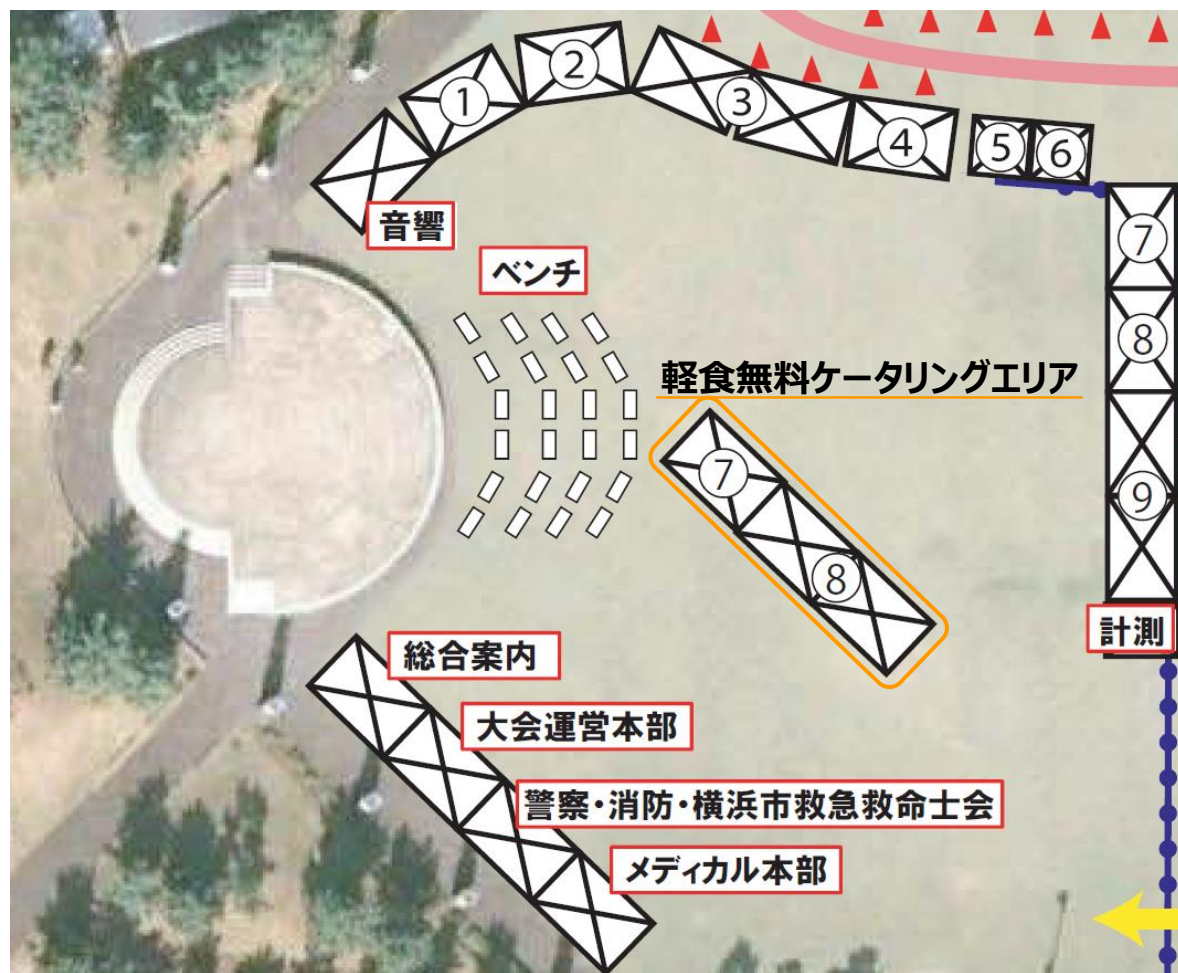 ①
②
③
④
⑤
⑥
音響
ベンチ
⑦
⑧
⑨
軽食無料ケータリングエリア
⑦
⑧
計測
総合案内
大会運営本部
警察・消防・横浜市救急救命士会
メディカル本部